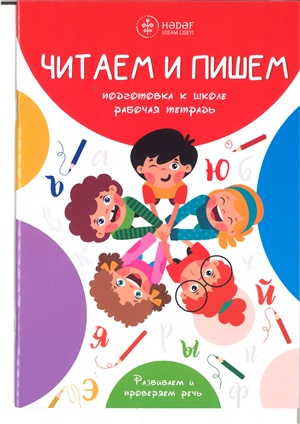 HƏDƏF
STEAM LİSEYİ
ЧИТАЕМ И ПИШЕМ
ПОДГОТОВКА К ШКОЛЕ
РАБОЧАЯ ТЕТРАДЬ
а
Ю
б
Ъ
Й
Я
р
Ы
ф
Э
Развиваем и
проверяем речь